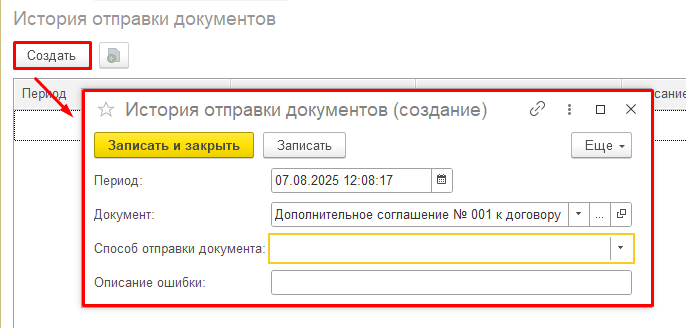 История отправки документов
Создать
Период
История отправки документов (создание)
Записать и закрыть Записать Еще
Период: 07.08.2025 12:08:17
Документ: Дополнительное соглашение № 001 к договору ...
Способ отправки документа:
Описание ошибки: